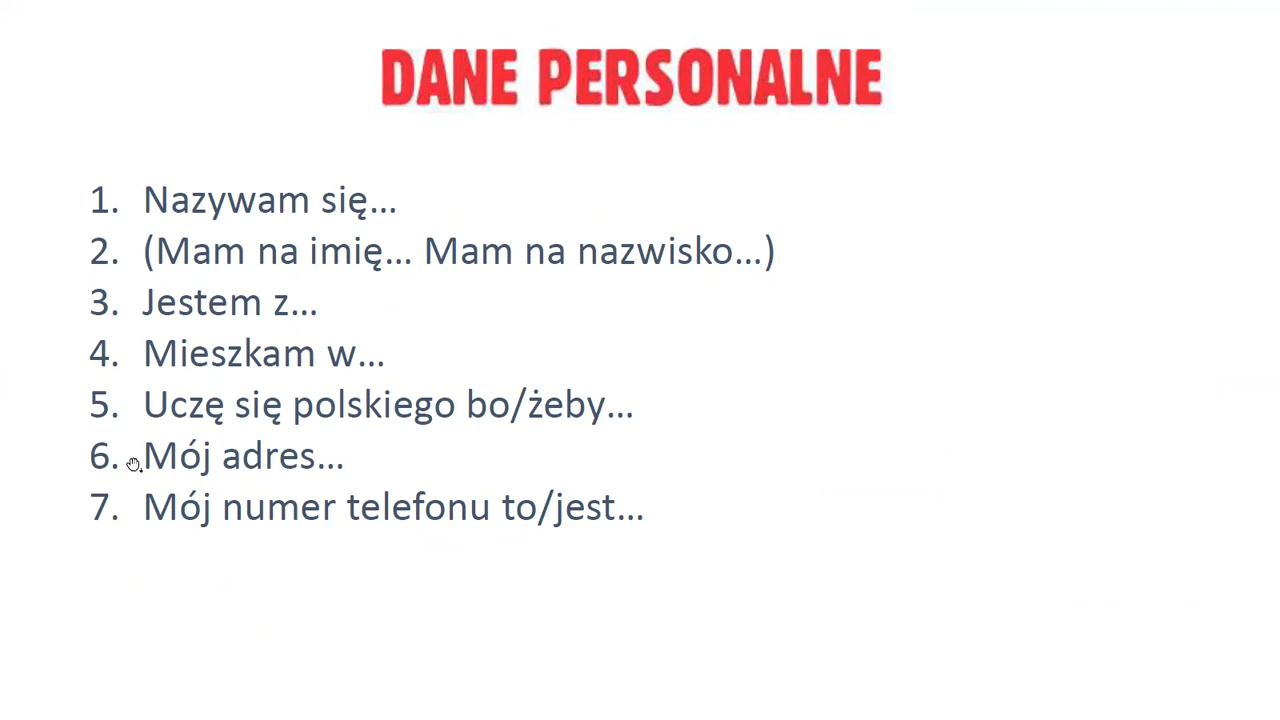 DANE PERSONALNE
1. Nazywam się...
2. (Mam na imię... Mam na nazwisko...)
3. Jestem z...
4. Mieszkam w...
5. Uczę się polskiego bo/żeby...
6. Mój adres...
7. Mój numer telefonu to/jest...